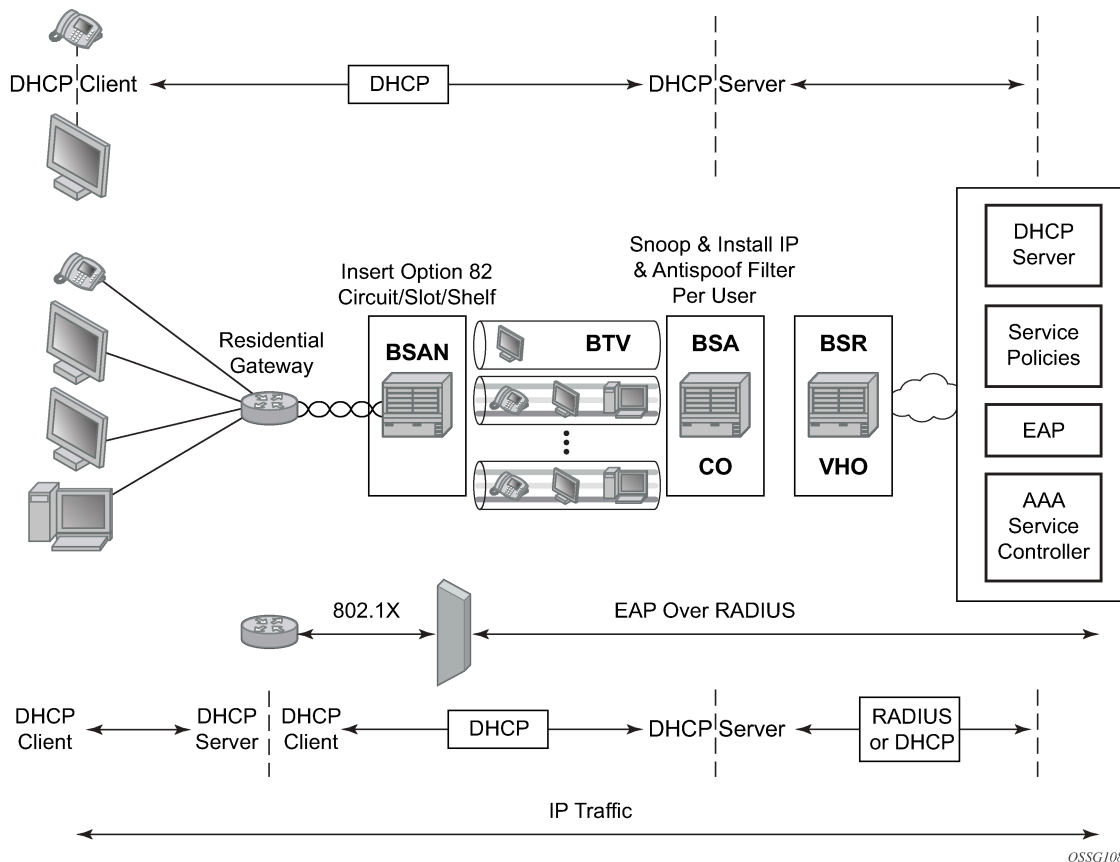 DHCP Client
DHCP
DHCP Server
Snoop & Install IP
& Antispoof Filter
Per User
Insert Option 82
Circuit/Slot/Shelf
Residential
Gateway
BSAN
BTV
BSA
CO
BSR
VHO
DHCP
Server
Service
Policies
EAP
AAA
Service
Controller
802.1X
EAP Over RADIUS
DHCP
Client
DHCP
Server
DHCP
Client
DHCP
DHCP Server
RADIUS
or DHCP
IP Traffic